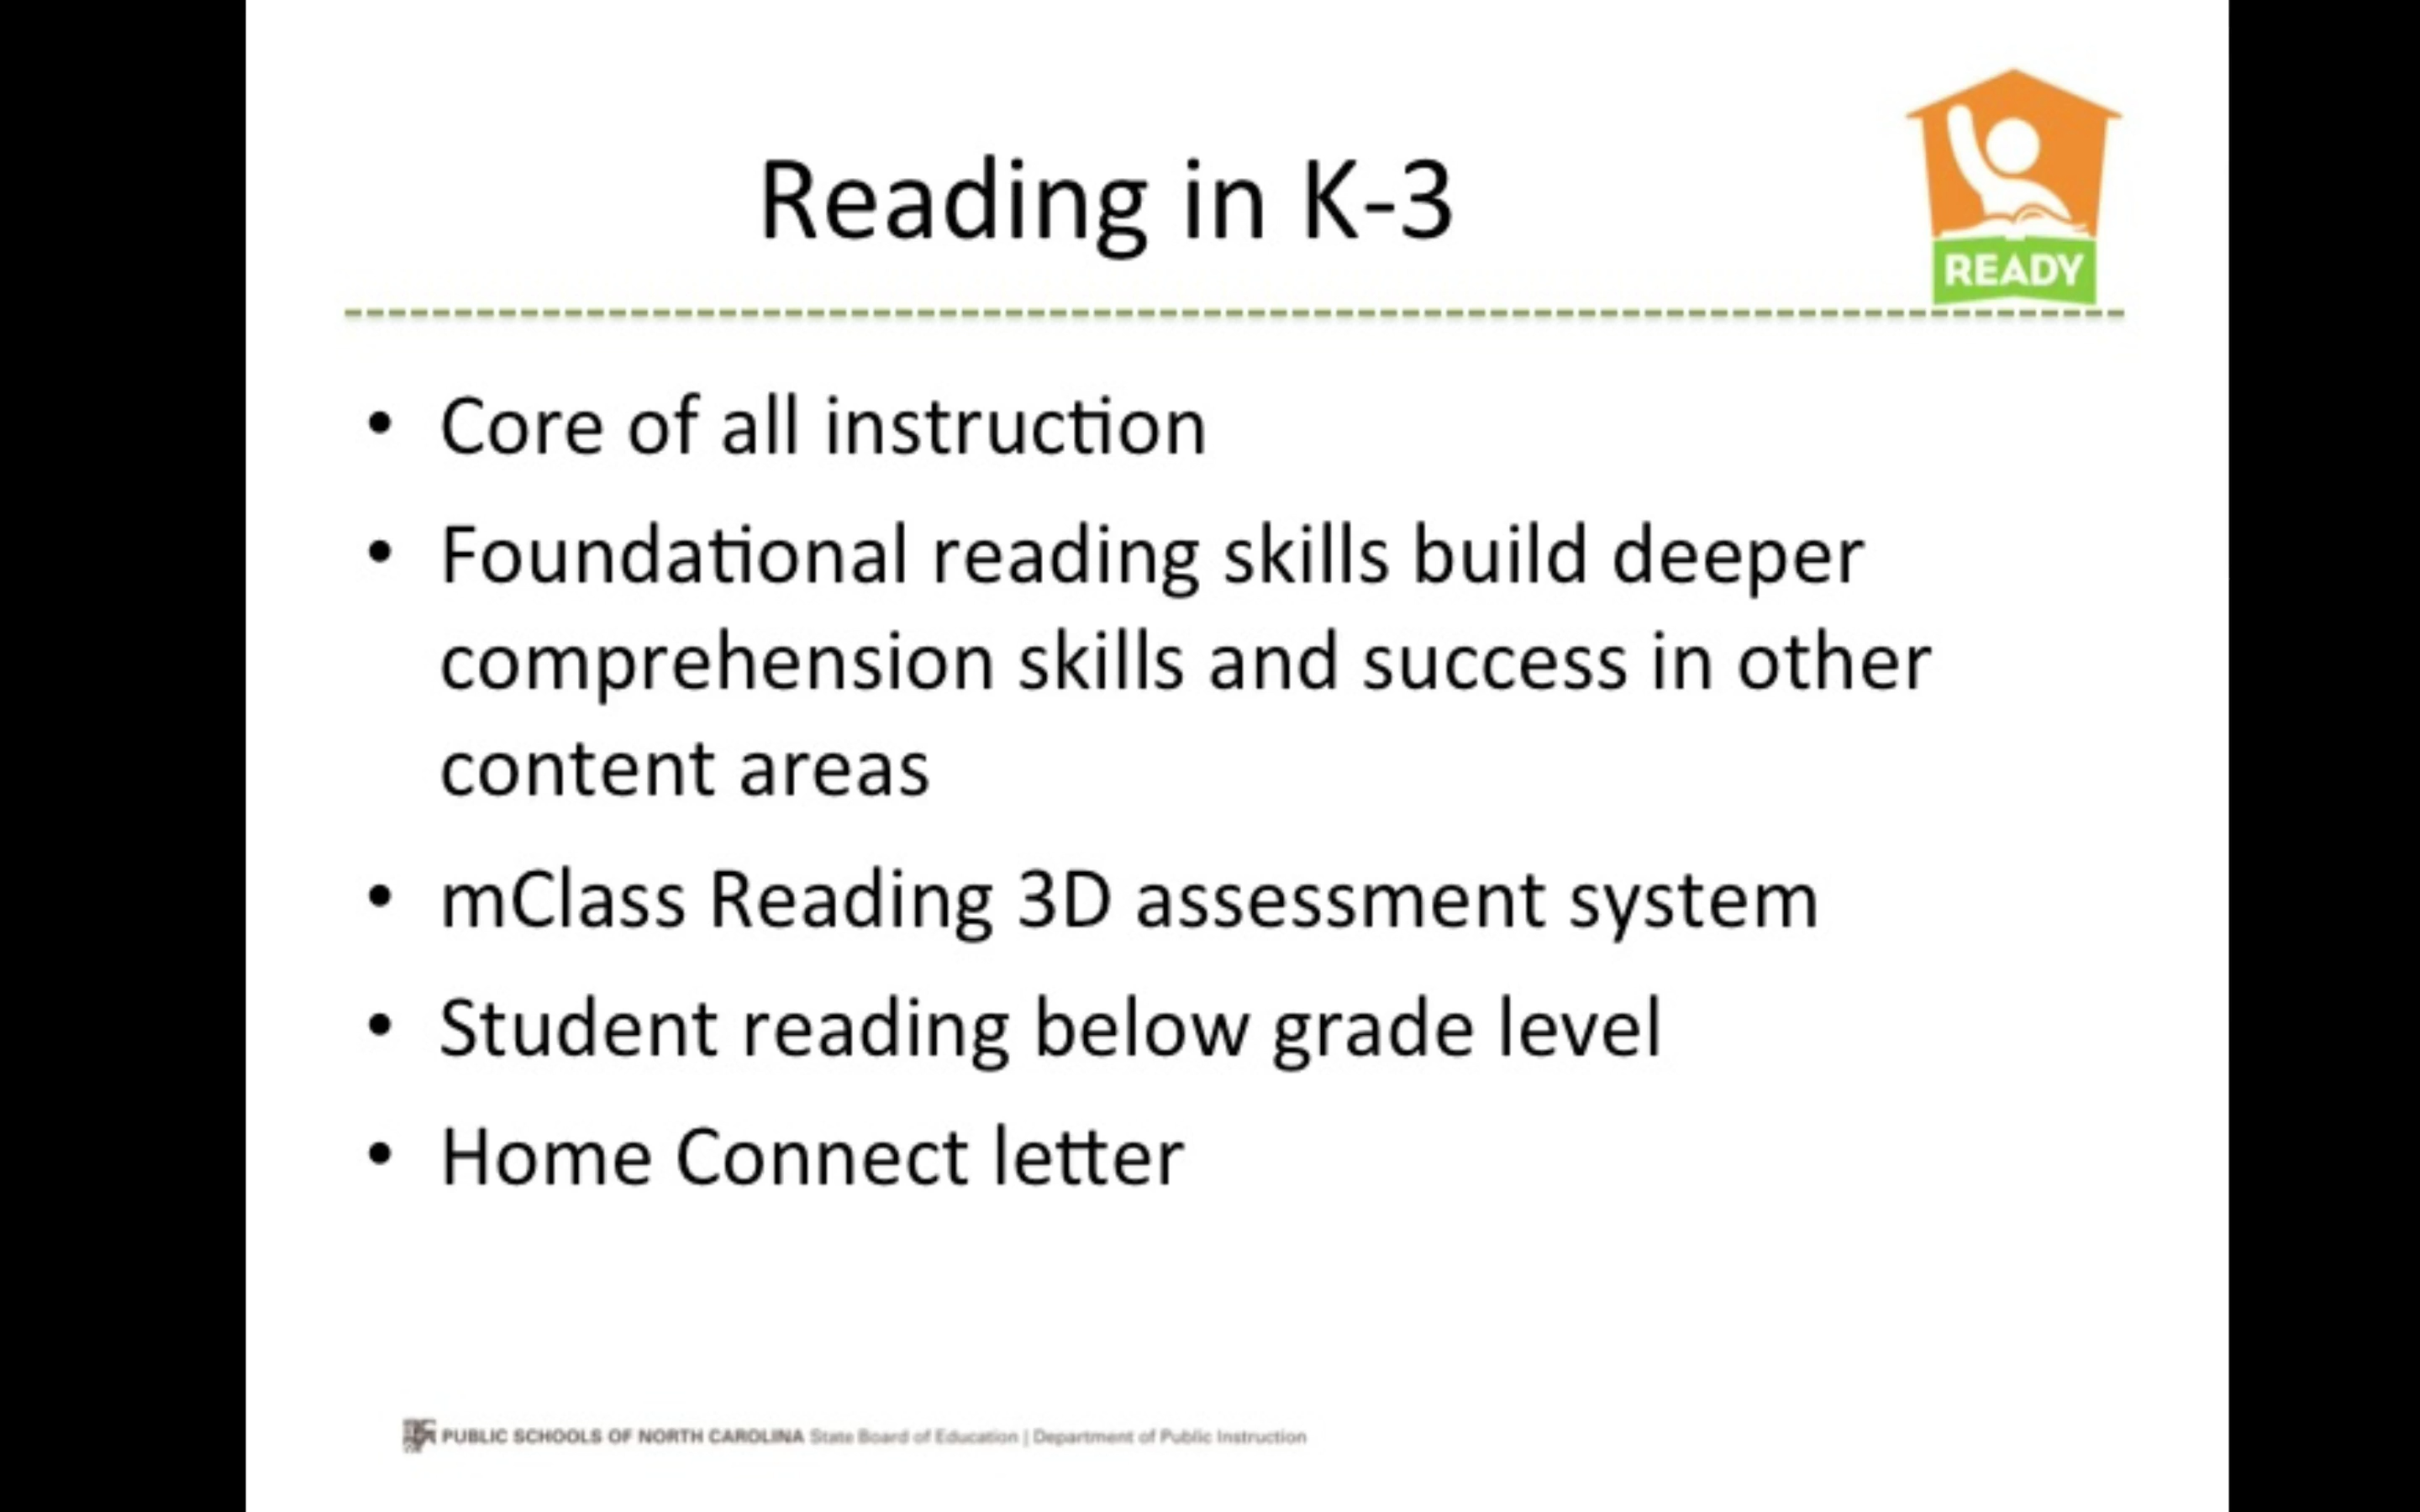 Reading in K-3
READY
• Core of all instruction
• Foundational reading skills build deeper
comprehension skills and success in other
content areas
• mClass Reading 3D assessment system
• Student reading below grade level
• Home Connect letter
PUBLIC SCHOOLS OF NORTH CAROLINA State Board of Education | Department of Public Instruction